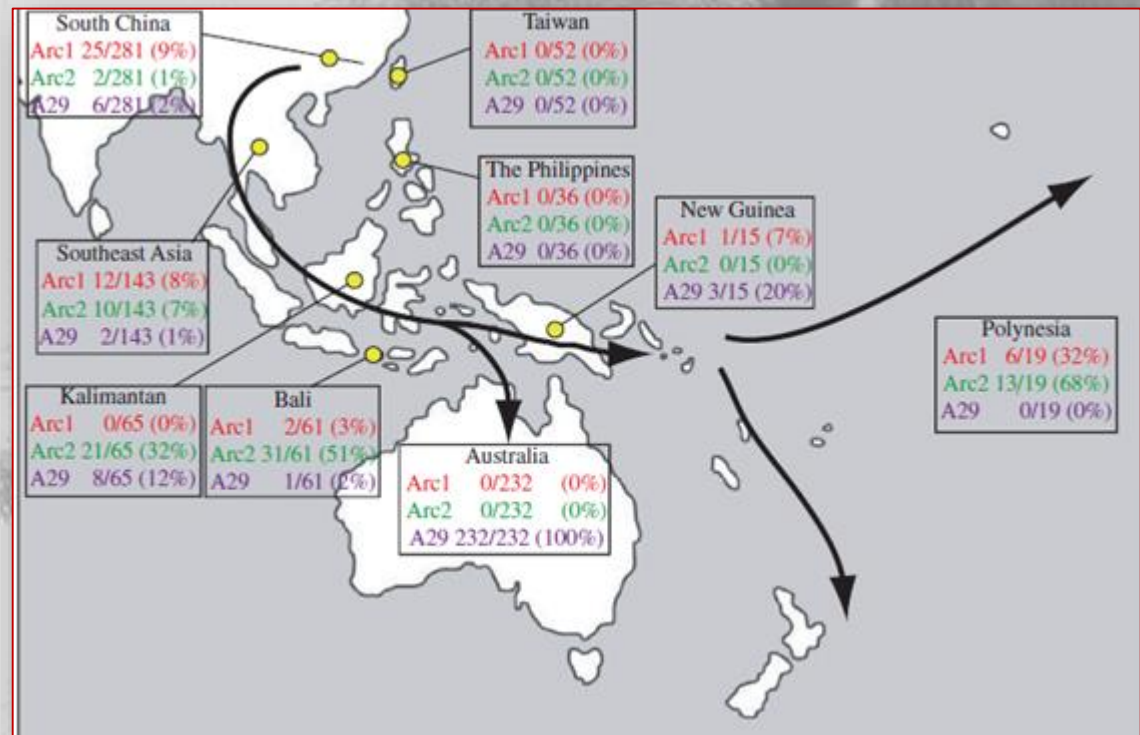 South China
Arc1 25/281 (9%)
Arc2 2/281 (1%)
A29 6/281 (2%)
Taiwan
Arc1 0/52 (0%)
Arc2 0/52 (0%)
A29 0/52 (0%)
The Philippines
Arc1 0/36 (0%)
Arc2 0/36 (0%)
A29 0/36 (0%)
New Guinea
Arc1 1/15 (7%)
Arc2 0/15 (0%)
A29 3/15 (20%)
Southeast Asia
Arc1 12/143 (8%)
Arc2 10/143 (7%)
A29 2/143 (1%)
Polynesia
Arc1 6/19 (32%)
Arc2 13/19 (68%)
A29 0/19 (0%)
Kalimantan
Arc1 0/65 (0%)
Arc2 21/65 (32%)
A29 8/65 (12%)
Bali
Arc1 2/61 (3%)
Arc2 31/61 (51%)
A29 1/61 (2%)
Australia
Arc1 0/232 (0%)
Arc2 0/232 (0%)
A29 232/232 (100%)